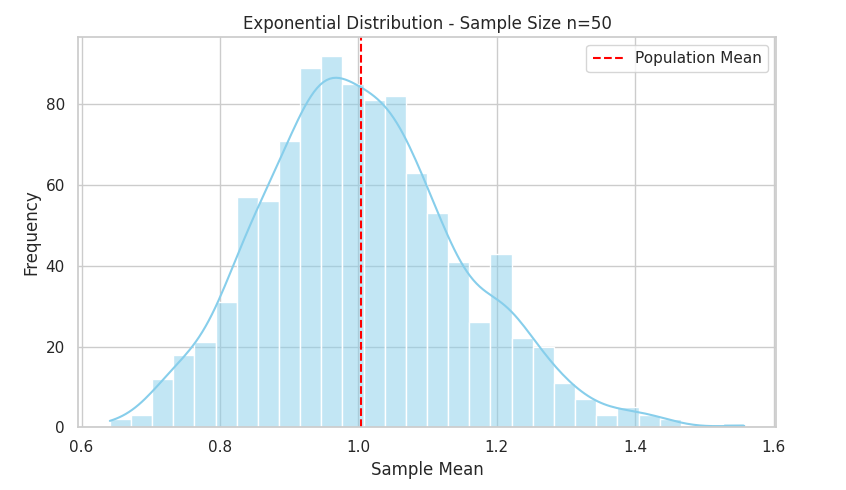 Exponential Distribution - Sample Size n=50
Population Mean
Frequency
80
60
40
20
0
0.6 0.8 1.0 1.2 1.4 1.6
Sample Mean